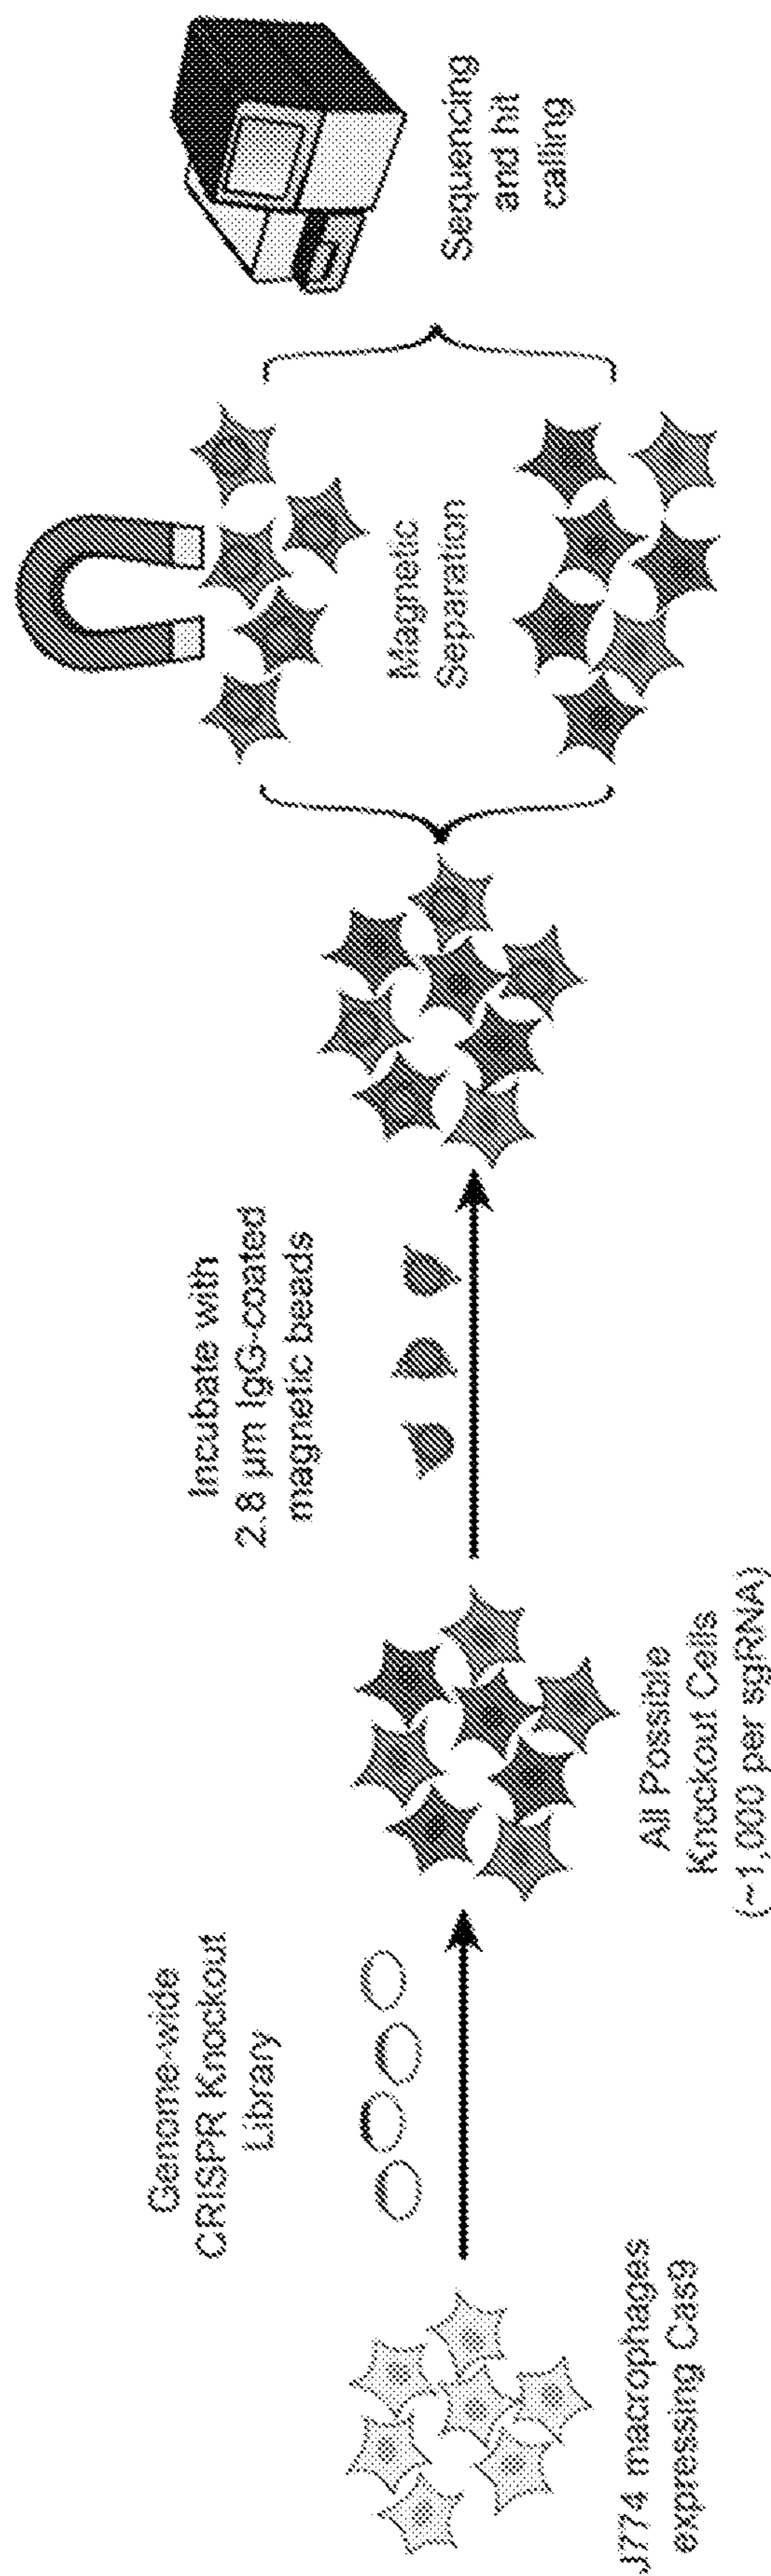 J774 macrophages
expressing Cas9
Genome-wide
CRISPR Knockout
Library
All Possible
Knockout Cells
(~1,000 per sgRNA)
Incubate with
2.8 µm IgG-coated
magnetic beads
Magnetic
Separation
Sequencing
and hit
calling